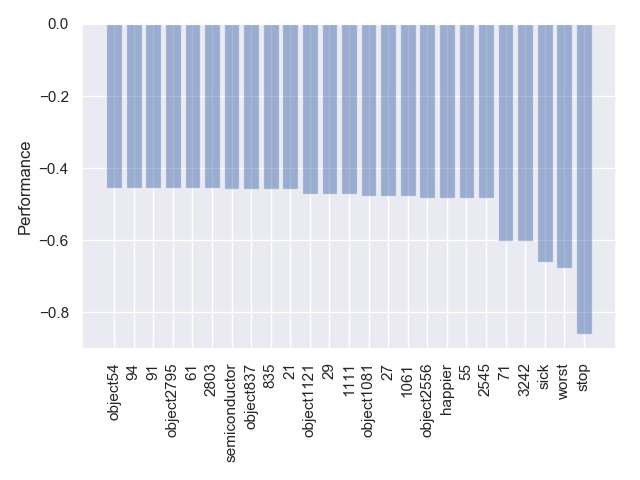 0.0
−0.2
−0.4
−0.6
−0.8
Performance
object54
94
91
object2795
61
2803
semiconductor
object837
835
21
object1121
29
1111
object1081
27
1061
object2556
happier
55
2545
71
3242
sick
worst
stop